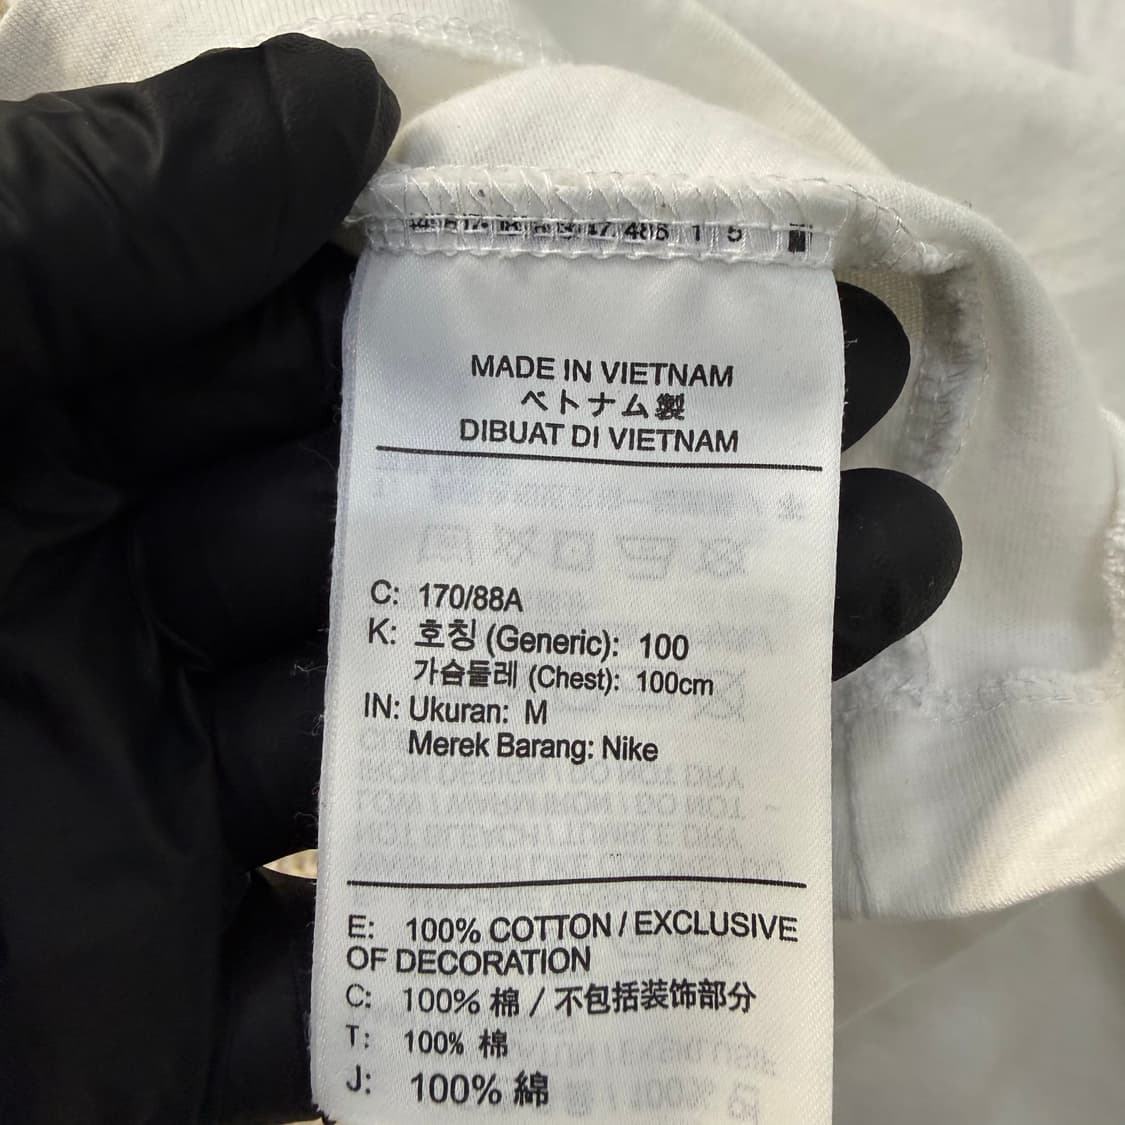 MADE IN VIETNAM
ベトナム製
DIBUAT DI VIETNAM
C: 170/88A
K: 호칭 (Generic): 100
가슴둘레 (Chest): 100cm
IN: Ukuran: M
Merek Barang: Nike
E: 100% COTTON / EXCLUSIVE
OF DECORATION
C: 100% 棉 / 不包括装饰部分
T: 100% 棉
J: 100% 綿